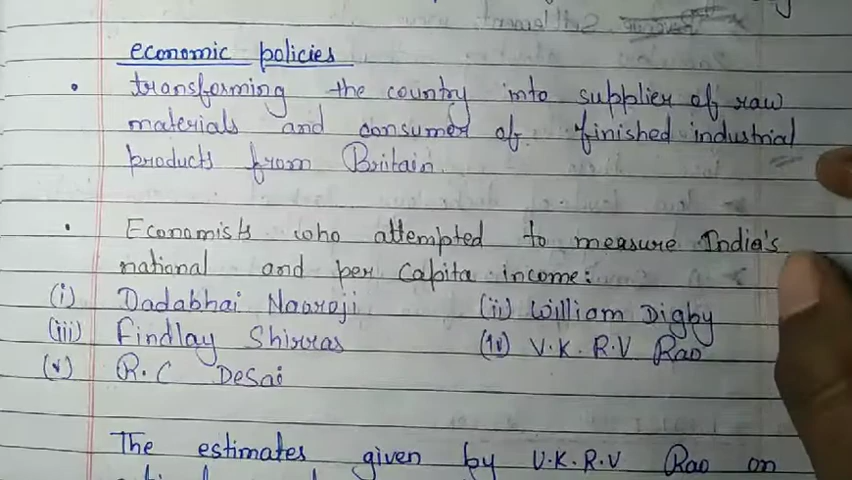 economic policies
• transforming the country into supplier of raw
materials and consumer of finished industrial
products from Britain.
• Economists who attempted to measure India's
national and per capita income:
(i) Dadabhai Naoroji (ii) William Digby
(iii) Findlay Shirras (iv) V.K.R.V Rao
(v) R.C Desai
The estimates given by V.K.R.V Rao on